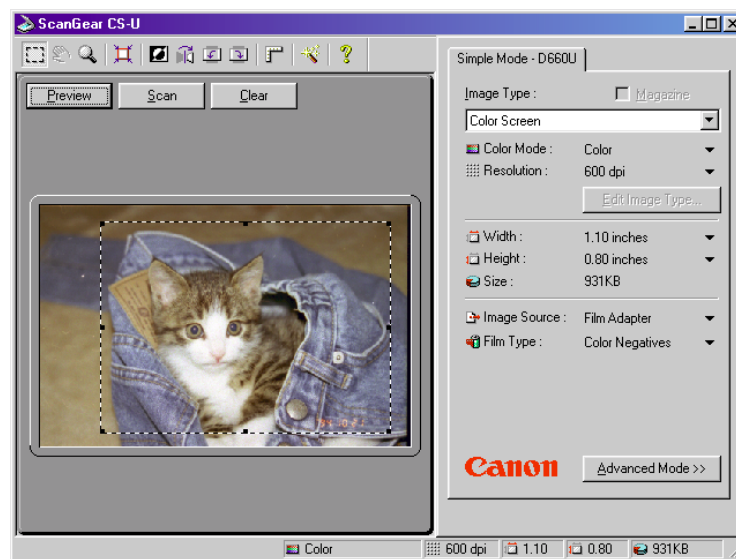 ScanGear CS-U
Preview
Scan
Clear
Simple Mode - D660U
Image Type :
Magazine
Color Screen
Color Mode : Color
Resolution : 600 dpi
Edit Image Type...
Width : 1.10 inches
Height : 0.80 inches
Size : 931KB
Image Source : Film Adapter
Film Type : Color Negatives
Canon
Advanced Mode >>
Color
600 dpi
1.10
0.80
931KB